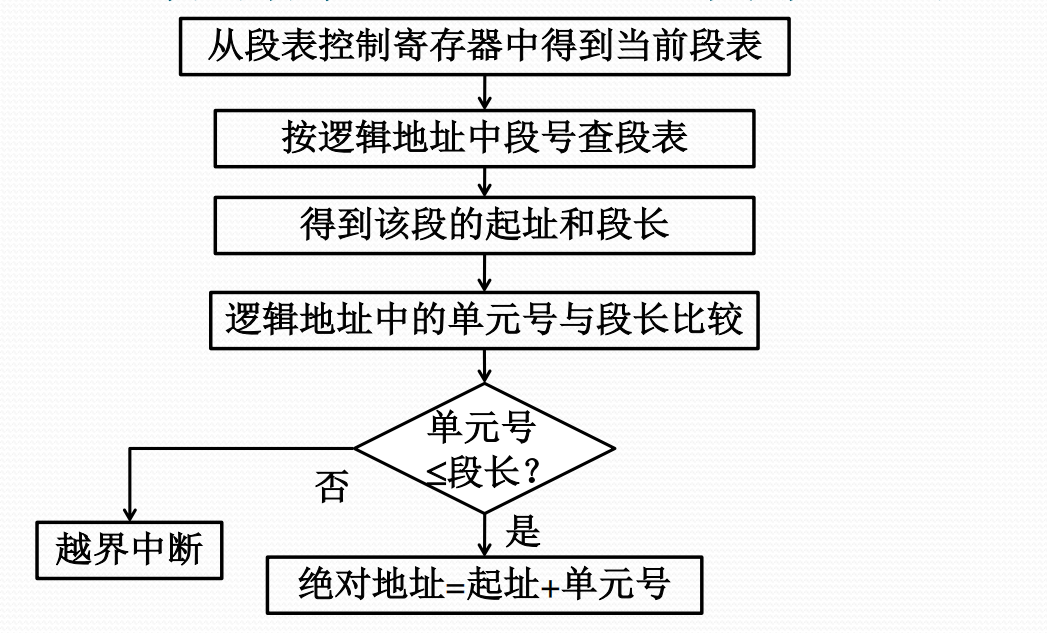 从段表控制寄存器中得到当前段表
按逻辑地址中段号查段表
得到该段的起址和段长
逻辑地址中的单元号与段长比较
单元号
≤段长？
否
是
越界中断
绝对地址=起址+单元号